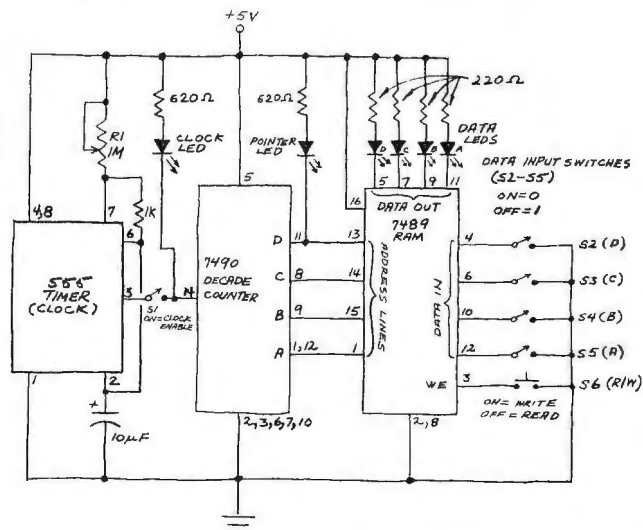 +5V
620Ω
620Ω
220Ω
R1
1M
CLOCK
LED
POINTER
LED
D
C
B
A
DATA
LEDS
DATA INPUT SWITCHES
(S2-S5)
ON=0
OFF=1
4,8
7
1K
6
5
16
5
7
9
11
DATA OUT
7489
RAM
555
TIMER
(CLOCK)
3
S1
ON=CLOCK
ENABLE
14
7490
DECADE
COUNTER
D
11
13
C
8
14
B
9
15
A
1,12
1
ADDRESS LINES
DATA IN
4
S2 (D)
6
S3 (C)
10
S4 (B)
12
S5 (A)
WE
3
S6 (R/W)
ON=WRITE
OFF=READ
1
2
+
10µF
2,3,6,7,10
2,8